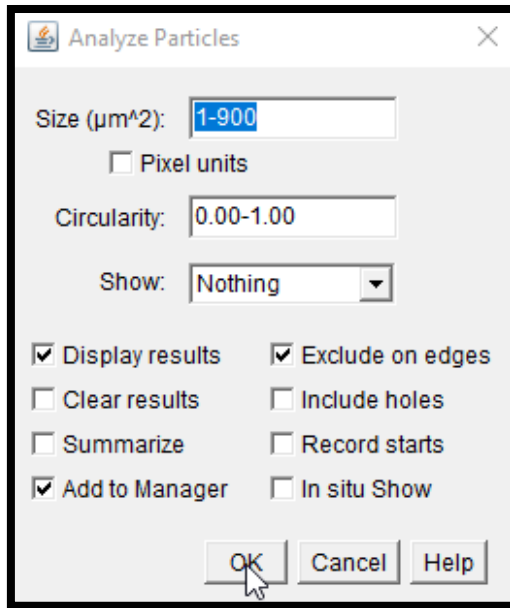 Analyze Particles
Size (µm^2): 1-900
Pixel units
Circularity: 0.00-1.00
Show: Nothing
Display results Exclude on edges
Clear results Include holes
Summarize Record starts
Add to Manager In situ Show
OK Cancel Help